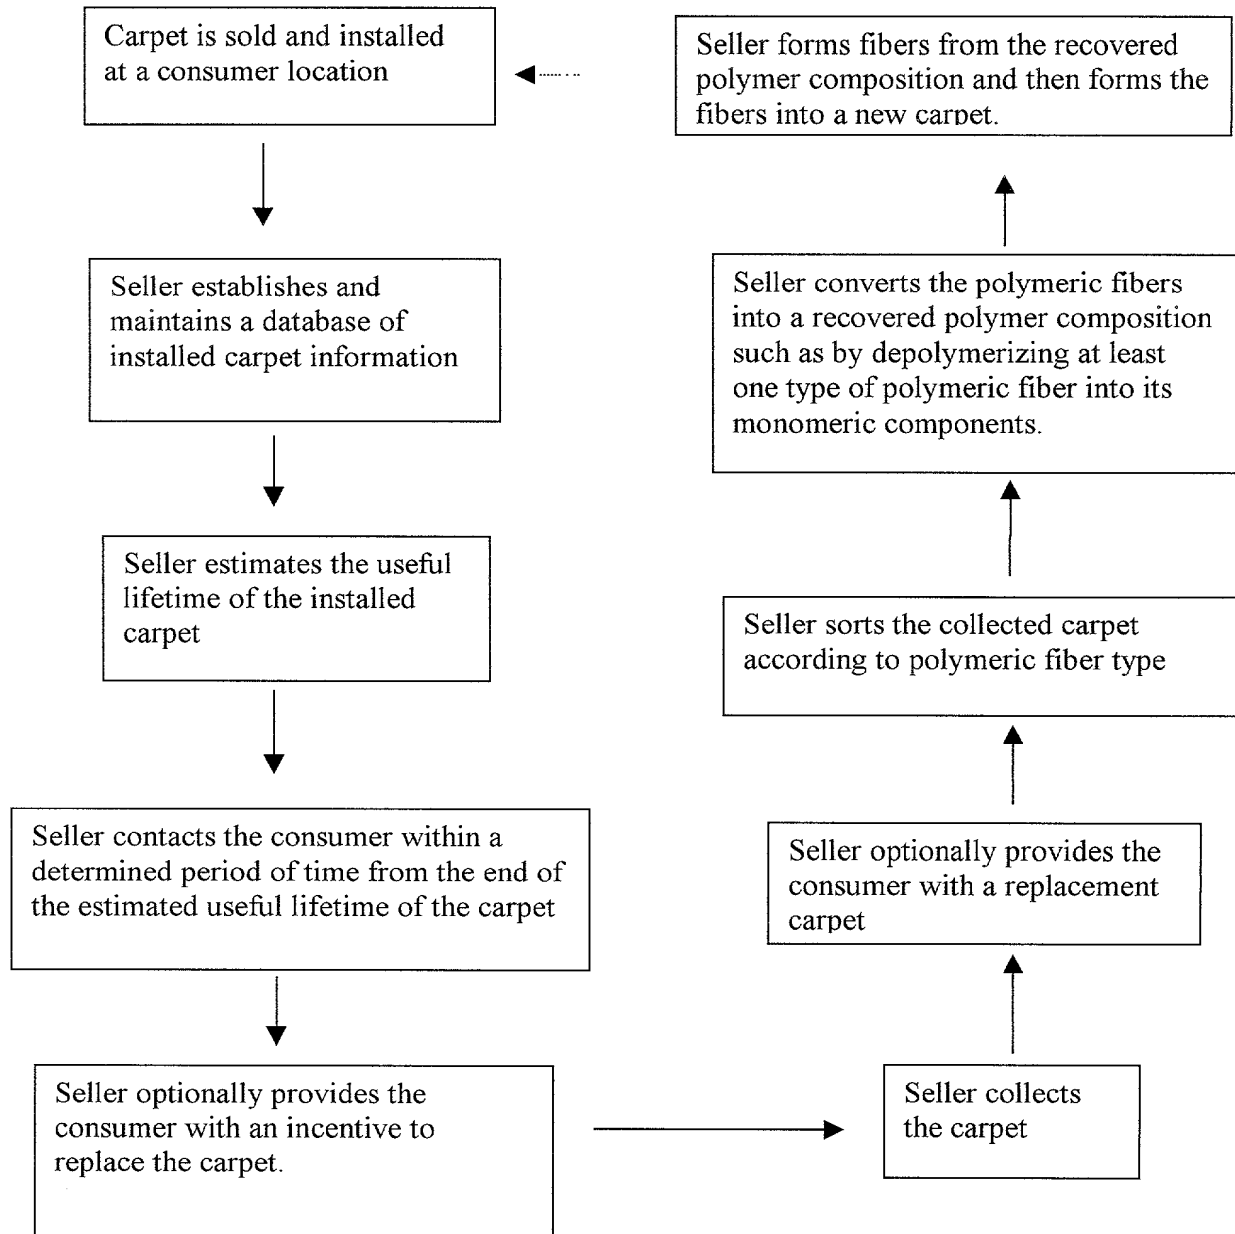 Carpet is sold and installed
at a consumer location
Seller establishes and
maintains a database of
installed carpet information
Seller estimates the useful
lifetime of the installed
carpet
Seller contacts the consumer within a
determined period of time from the end of
the estimated useful lifetime of the carpet
Seller optionally provides the
consumer with an incentive to
replace the carpet.
Seller collects
the carpet
Seller optionally provides the
consumer with a replacement
carpet
Seller sorts the collected carpet
according to polymeric fiber type
Seller converts the polymeric fibers
into a recovered polymer composition
such as by depolymerizing at least
one type of polymeric fiber into its
monomeric components.
Seller forms fibers from the recovered
polymer composition and then forms the
fibers into a new carpet.